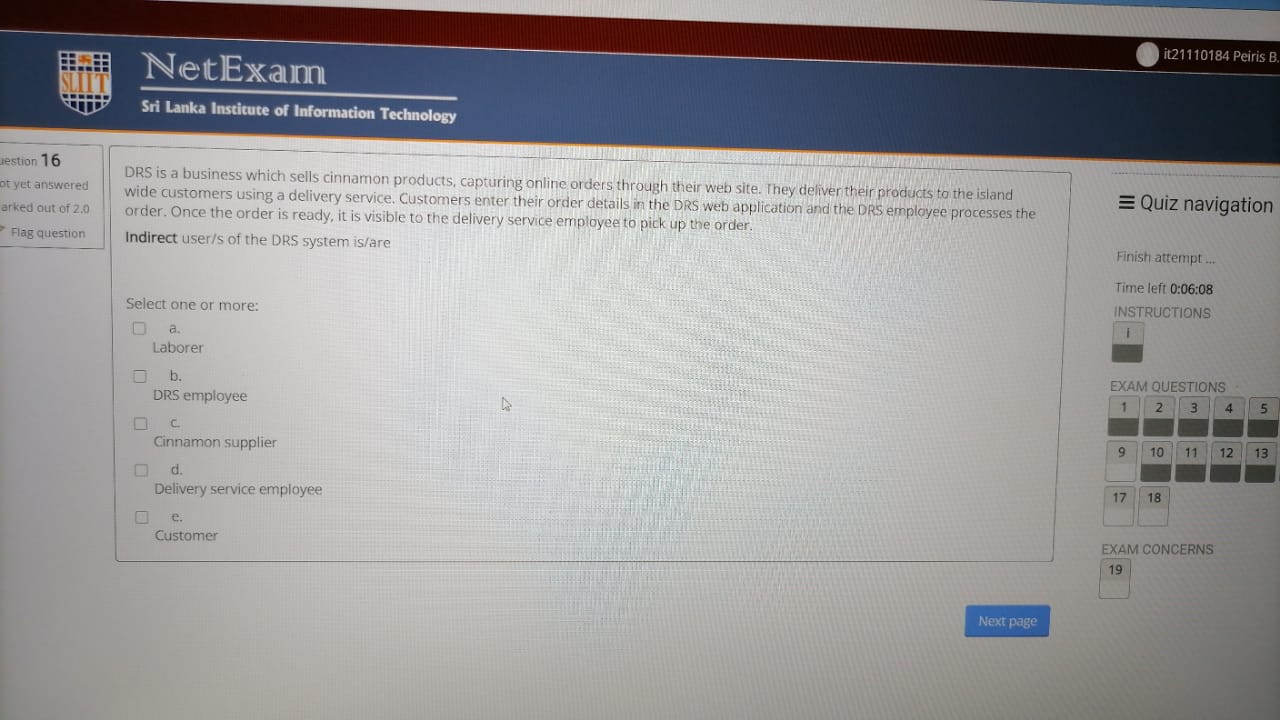 it21110184 Peiris B.
SLIIT
NetExam
Sri Lanka Institute of Information Technology
uestion 16
ot yet answered
arked out of 2.0
Flag question
DRS is a business which sells cinnamon products, capturing online orders through their web site. They deliver their products to the island
wide customers using a delivery service. Customers enter their order details in the DRS web application and the DRS employee processes the
order. Once the order is ready, it is visible to the delivery service employee to pick up the order.
Indirect user/s of the DRS system is/are
Select one or more:
a.
Laborer
b.
DRS employee
c.
Cinnamon supplier
d.
Delivery service employee
e.
Customer
Next page
Quiz navigation
Finish attempt ...
Time left 0:06:08
INSTRUCTIONS
i
EXAM QUESTIONS
1 2 3 4 5
9 10 11 12 13
17 18
EXAM CONCERNS
19